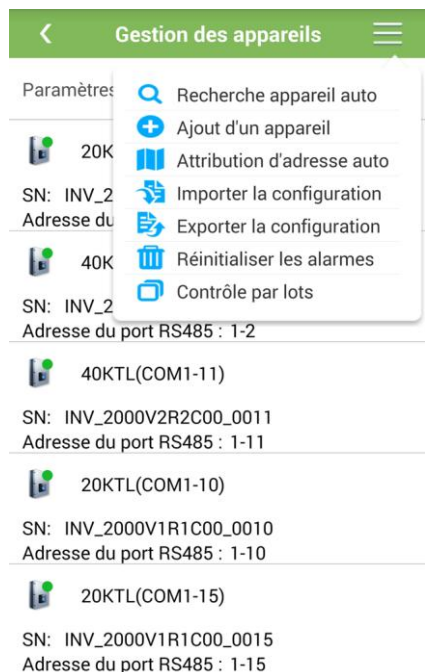 Gestion des appareils
Paramètres
Recherche appareil auto
Ajout d'un appareil
Attribution d'adresse auto
Importer la configuration
Exporter la configuration
Réinitialiser les alarmes
Contrôle par lots
20K
SN: INV_2
Adresse du
40K
SN: INV_2
Adresse du port RS485 : 1-2
40KTL(COM1-11)
SN: INV_2000V2R2C00_0011
Adresse du port RS485 : 1-11
20KTL(COM1-10)
SN: INV_2000V1R1C00_0010
Adresse du port RS485 : 1-10
20KTL(COM1-15)
SN: INV_2000V1R1C00_0015
Adresse du port RS485 : 1-15